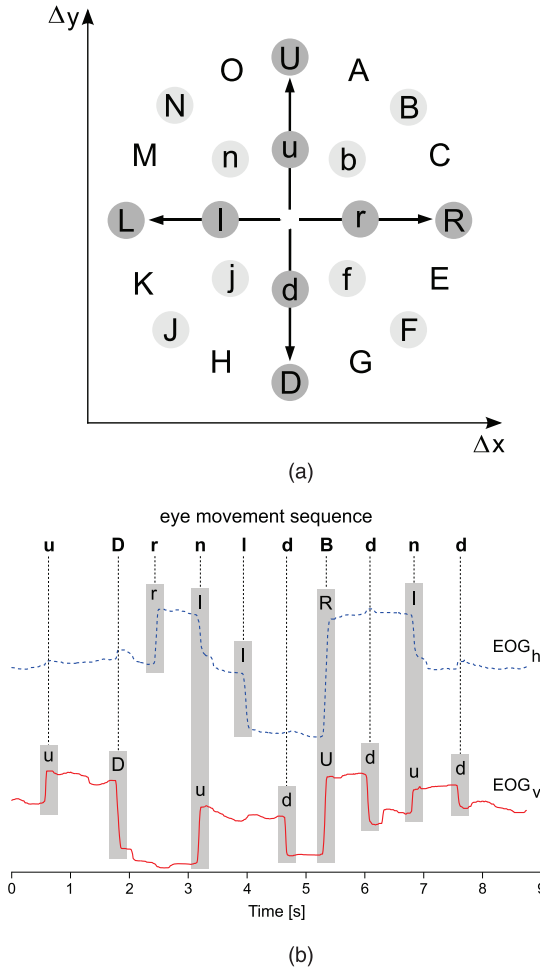 Δy
U
O A
N B
u
M n b C
L l r R
j d f
K E
J F
H G
D
Δx
(a)
eye movement sequence
u D r n l d B d n d
r l R l
l
EOGh
u D u d U d u d
EOGv
0 1 2 3 4 5 6 7 8 9
Time [s]
(b)